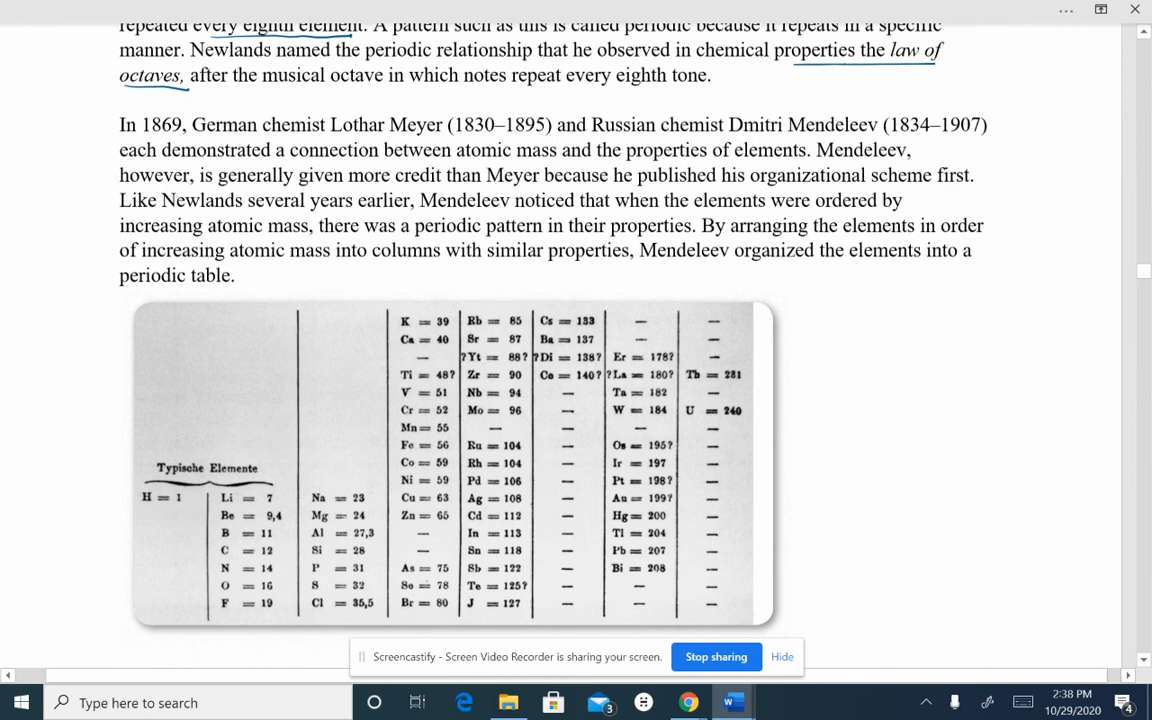 repeated every eighth element. A pattern such as this is called periodic because it repeats in a specific
manner. Newlands named the periodic relationship that he observed in chemical properties the law of
octaves, after the musical octave in which notes repeat every eighth tone.
In 1869, German chemist Lothar Meyer (1830–1895) and Russian chemist Dmitri Mendeleev (1834–1907)
each demonstrated a connection between atomic mass and the properties of elements. Mendeleev,
however, is generally given more credit than Meyer because he published his organizational scheme first.
Like Newlands several years earlier, Mendeleev noticed that when the elements were ordered by
increasing atomic mass, there was a periodic pattern in their properties. By arranging the elements in order
of increasing atomic mass into columns with similar properties, Mendeleev organized the elements into a
periodic table.
K = 39 Rb = 85 Cs = 133 — —
Ca = 40 Sr = 87 Ba = 137 — —
— ?Yt = 88? ?Di = 138? Er = 178? —
Ti = 48? Zr = 90 Ce = 140? ?La = 180? Th = 231
V = 51 Nb = 94 — Ta = 182 —
Cr = 52 Mo = 96 — W = 184 U = 240
Mn = 55 — — — —
Fe = 56 Ru = 104 — Os = 195? —
Co = 59 Rh = 104 — Ir = 197 —
Typische Elemente Ni = 59 Pd = 106 — Pt = 198? —
H = 1 Li = 7 Na = 23 Cu = 63 Ag = 108 — Au = 199? —
Be = 9,4 Mg = 24 Zn = 65 Cd = 112 — Hg = 200 —
B = 11 Al = 27,3 — In = 113 — Tl = 204 —
C = 12 Si = 28 — Sn = 118 — Pb = 207 —
N = 14 P = 31 As = 75 Sb = 122 — Bi = 208 —
O = 16 S = 32 Se = 78 Te = 125? — — —
F = 19 Cl = 35,5 Br = 80 J = 127 — — —
Screencastify - Screen Video Recorder is sharing your screen. Stop sharing Hide
Type here to search
3
2:38 PM
10/29/2020
4